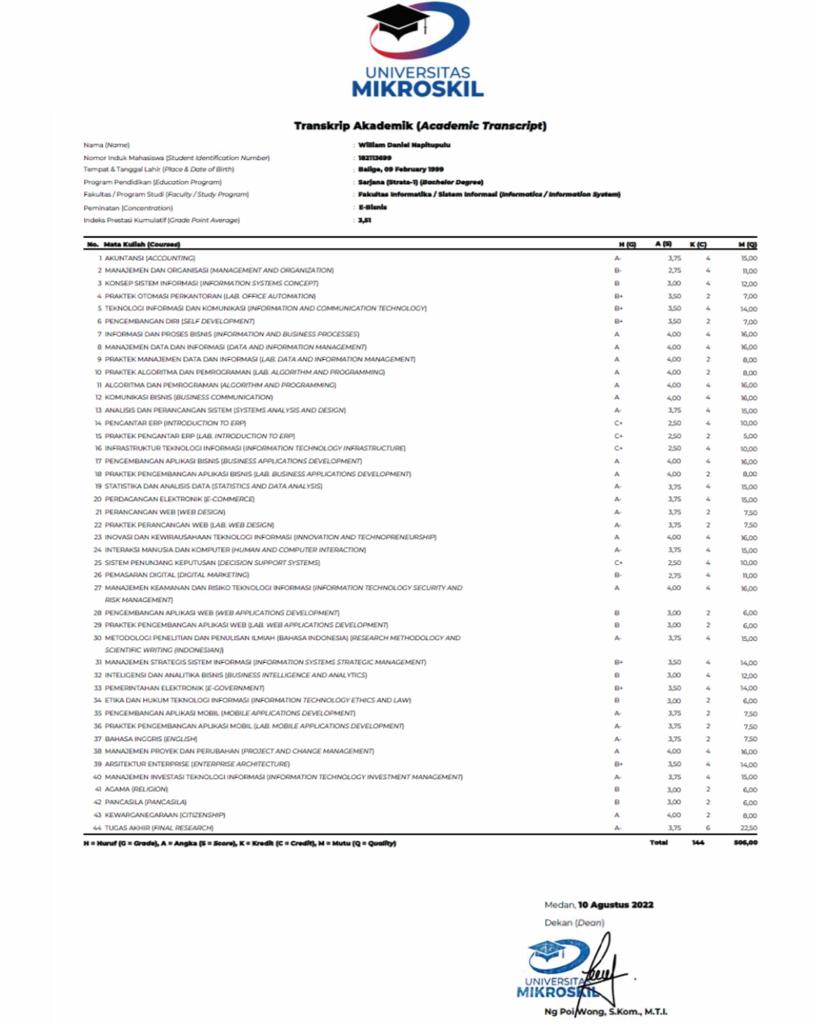 UNIVERSITAS
MIKROSKIL
Transkrip Akademik (Academic Transcript)
Nama (Name) : William Daniel Napitupulu
Nomor Induk Mahasiswa (Student Identification Number) : 182113699
Tempat & Tanggal Lahir (Place & Date of Birth) : Balige, 09 February 1999
Program Pendidikan (Education Program) : Sarjana (Strata-1) (Bachelor Degree)
Fakultas / Program Studi (Faculty / Study Program) : Fakultas Informatika / Sistem Informasi (Informatics / Information System)
Peminatan (Concentration) : E-Bisnis
Indeks Prestasi Kumulatif (Grade Point Average) : 3,51
No. Mata Kuliah (Courses) H (G) A (S) K (C) M (Q)
1 AKUNTANSI (ACCOUNTING) A- 3,75 4 15,00
2 MANAJEMEN DAN ORGANISASI (MANAGEMENT AND ORGANIZATION) B- 2,75 4 11,00
3 KONSEP SISTEM INFORMASI (INFORMATION SYSTEMS CONCEPT) B 3,00 4 12,00
4 PRAKTEK OTOMASI PERKANTORAN (LAB. OFFICE AUTOMATION) B+ 3,50 2 7,00
5 TEKNOLOGI INFORMASI DAN KOMUNIKASI (INFORMATION AND COMMUNICATION TECHNOLOGY) B+ 3,50 4 14,00
6 PENGEMBANGAN DIRI (SELF DEVELOPMENT) B+ 3,50 2 7,00
7 INFORMASI DAN PROSES BISNIS (INFORMATION AND BUSINESS PROCESSES) A 4,00 4 16,00
8 MANAJEMEN DATA DAN INFORMASI (DATA AND INFORMATION MANAGEMENT) A 4,00 4 16,00
9 PRAKTEK MANAJEMEN DATA DAN INFORMASI (LAB. DATA AND INFORMATION MANAGEMENT) A 4,00 2 8,00
10 PRAKTEK ALGORITMA DAN PEMROGRAMAN (LAB. ALGORITHM AND PROGRAMMING) A 4,00 2 8,00
11 ALGORITMA DAN PEMROGRAMAN (ALGORITHM AND PROGRAMMING) A 4,00 4 16,00
12 KOMUNIKASI BISNIS (BUSINESS COMMUNICATION) A 4,00 4 16,00
13 ANALISIS DAN PERANCANGAN SISTEM (SYSTEMS ANALYSIS AND DESIGN) A- 3,75 4 15,00
14 PENGANTAR ERP (INTRODUCTION TO ERP) C+ 2,50 4 10,00
15 PRAKTEK PENGANTAR ERP (LAB. INTRODUCTION TO ERP) C+ 2,50 2 5,00
16 INFRASTRUKTUR TEKNOLOGI INFORMASI (INFORMATION TECHNOLOGY INFRASTRUCTURE) C+ 2,50 4 10,00
17 PENGEMBANGAN APLIKASI BISNIS (BUSINESS APPLICATIONS DEVELOPMENT) A 4,00 4 16,00
18 PRAKTEK PENGEMBANGAN APLIKASI BISNIS (LAB. BUSINESS APPLICATIONS DEVELOPMENT) A 4,00 2 8,00
19 STATISTIKA DAN ANALISIS DATA (STATISTICS AND DATA ANALYSIS) A- 3,75 4 15,00
20 PERDAGANGAN ELEKTRONIK (E-COMMERCE) A- 3,75 4 15,00
21 PERANCANGAN WEB (WEB DESIGN) A- 3,75 2 7,50
22 PRAKTEK PERANCANGAN WEB (LAB. WEB DESIGN) A- 3,75 2 7,50
23 INOVASI DAN KEWIRAUSAHAAN TEKNOLOGI INFORMASI (INNOVATION AND TECHNOPRENEURSHIP) A 4,00 4 16,00
24 INTERAKSI MANUSIA DAN KOMPUTER (HUMAN AND COMPUTER INTERACTION) A- 3,75 4 15,00
25 SISTEM PENUNJANG KEPUTUSAN (DECISION SUPPORT SYSTEMS) C+ 2,50 4 10,00
26 PEMASARAN DIGITAL (DIGITAL MARKETING) B- 2,75 4 11,00
27 MANAJEMEN KEAMANAN DAN RISIKO TEKNOLOGI INFORMASI (INFORMATION TECHNOLOGY SECURITY AND A 4,00 4 16,00
RISK MANAGEMENT)
28 PENGEMBANGAN APLIKASI WEB (WEB APPLICATIONS DEVELOPMENT) B 3,00 2 6,00
29 PRAKTEK PENGEMBANGAN APLIKASI WEB (LAB. WEB APPLICATIONS DEVELOPMENT) B 3,00 2 6,00
30 METODOLOGI PENELITIAN DAN PENULISAN ILMIAH (BAHASA INDONESIA) (RESEARCH METHODOLOGY AND A- 3,75 4 15,00
SCIENTIFIC WRITING (INDONESIAN))
31 MANAJEMEN STRATEGIS SISTEM INFORMASI (INFORMATION SYSTEMS STRATEGIC MANAGEMENT) B+ 3,50 4 14,00
32 INTELIGENSI DAN ANALITIKA BISNIS (BUSINESS INTELLIGENCE AND ANALYTICS) B 3,00 4 12,00
33 PEMERINTAHAN ELEKTRONIK (E-GOVERNMENT) B+ 3,50 4 14,00
34 ETIKA DAN HUKUM TEKNOLOGI INFORMASI (INFORMATION TECHNOLOGY ETHICS AND LAW) B 3,00 2 6,00
35 PENGEMBANGAN APLIKASI MOBIL (MOBILE APPLICATIONS DEVELOPMENT) A- 3,75 2 7,50
36 PRAKTEK PENGEMBANGAN APLIKASI MOBIL (LAB. MOBILE APPLICATIONS DEVELOPMENT) A- 3,75 2 7,50
37 BAHASA INGGRIS (ENGLISH) A- 3,75 2 7,50
38 MANAJEMEN PROYEK DAN PERUBAHAN (PROJECT AND CHANGE MANAGEMENT) A 4,00 4 16,00
39 ARSITEKTUR ENTERPRISE (ENTERPRISE ARCHITECTURE) B+ 3,50 4 14,00
40 MANAJEMEN INVESTASI TEKNOLOGI INFORMASI (INFORMATION TECHNOLOGY INVESTMENT MANAGEMENT) A- 3,75 4 15,00
41 AGAMA (RELIGION) B 3,00 2 6,00
42 PANCASILA (PANCASILA) B 3,00 2 6,00
43 KEWARGANEGARAAN (CITIZENSHIP) A 4,00 2 8,00
44 TUGAS AKHIR (FINAL RESEARCH) A- 3,75 6 22,50
H = Huruf (G = Grade), A = Angka (S = Score), K = Kredit (C = Credit), M = Mutu (Q = Quality) Total 144 506,00
Medan, 10 Agustus 2022
Dekan (Dean)
UNIVERSITAS
MIKROSKIL
Ng Poi Wong, S.Kom., M.T.I.